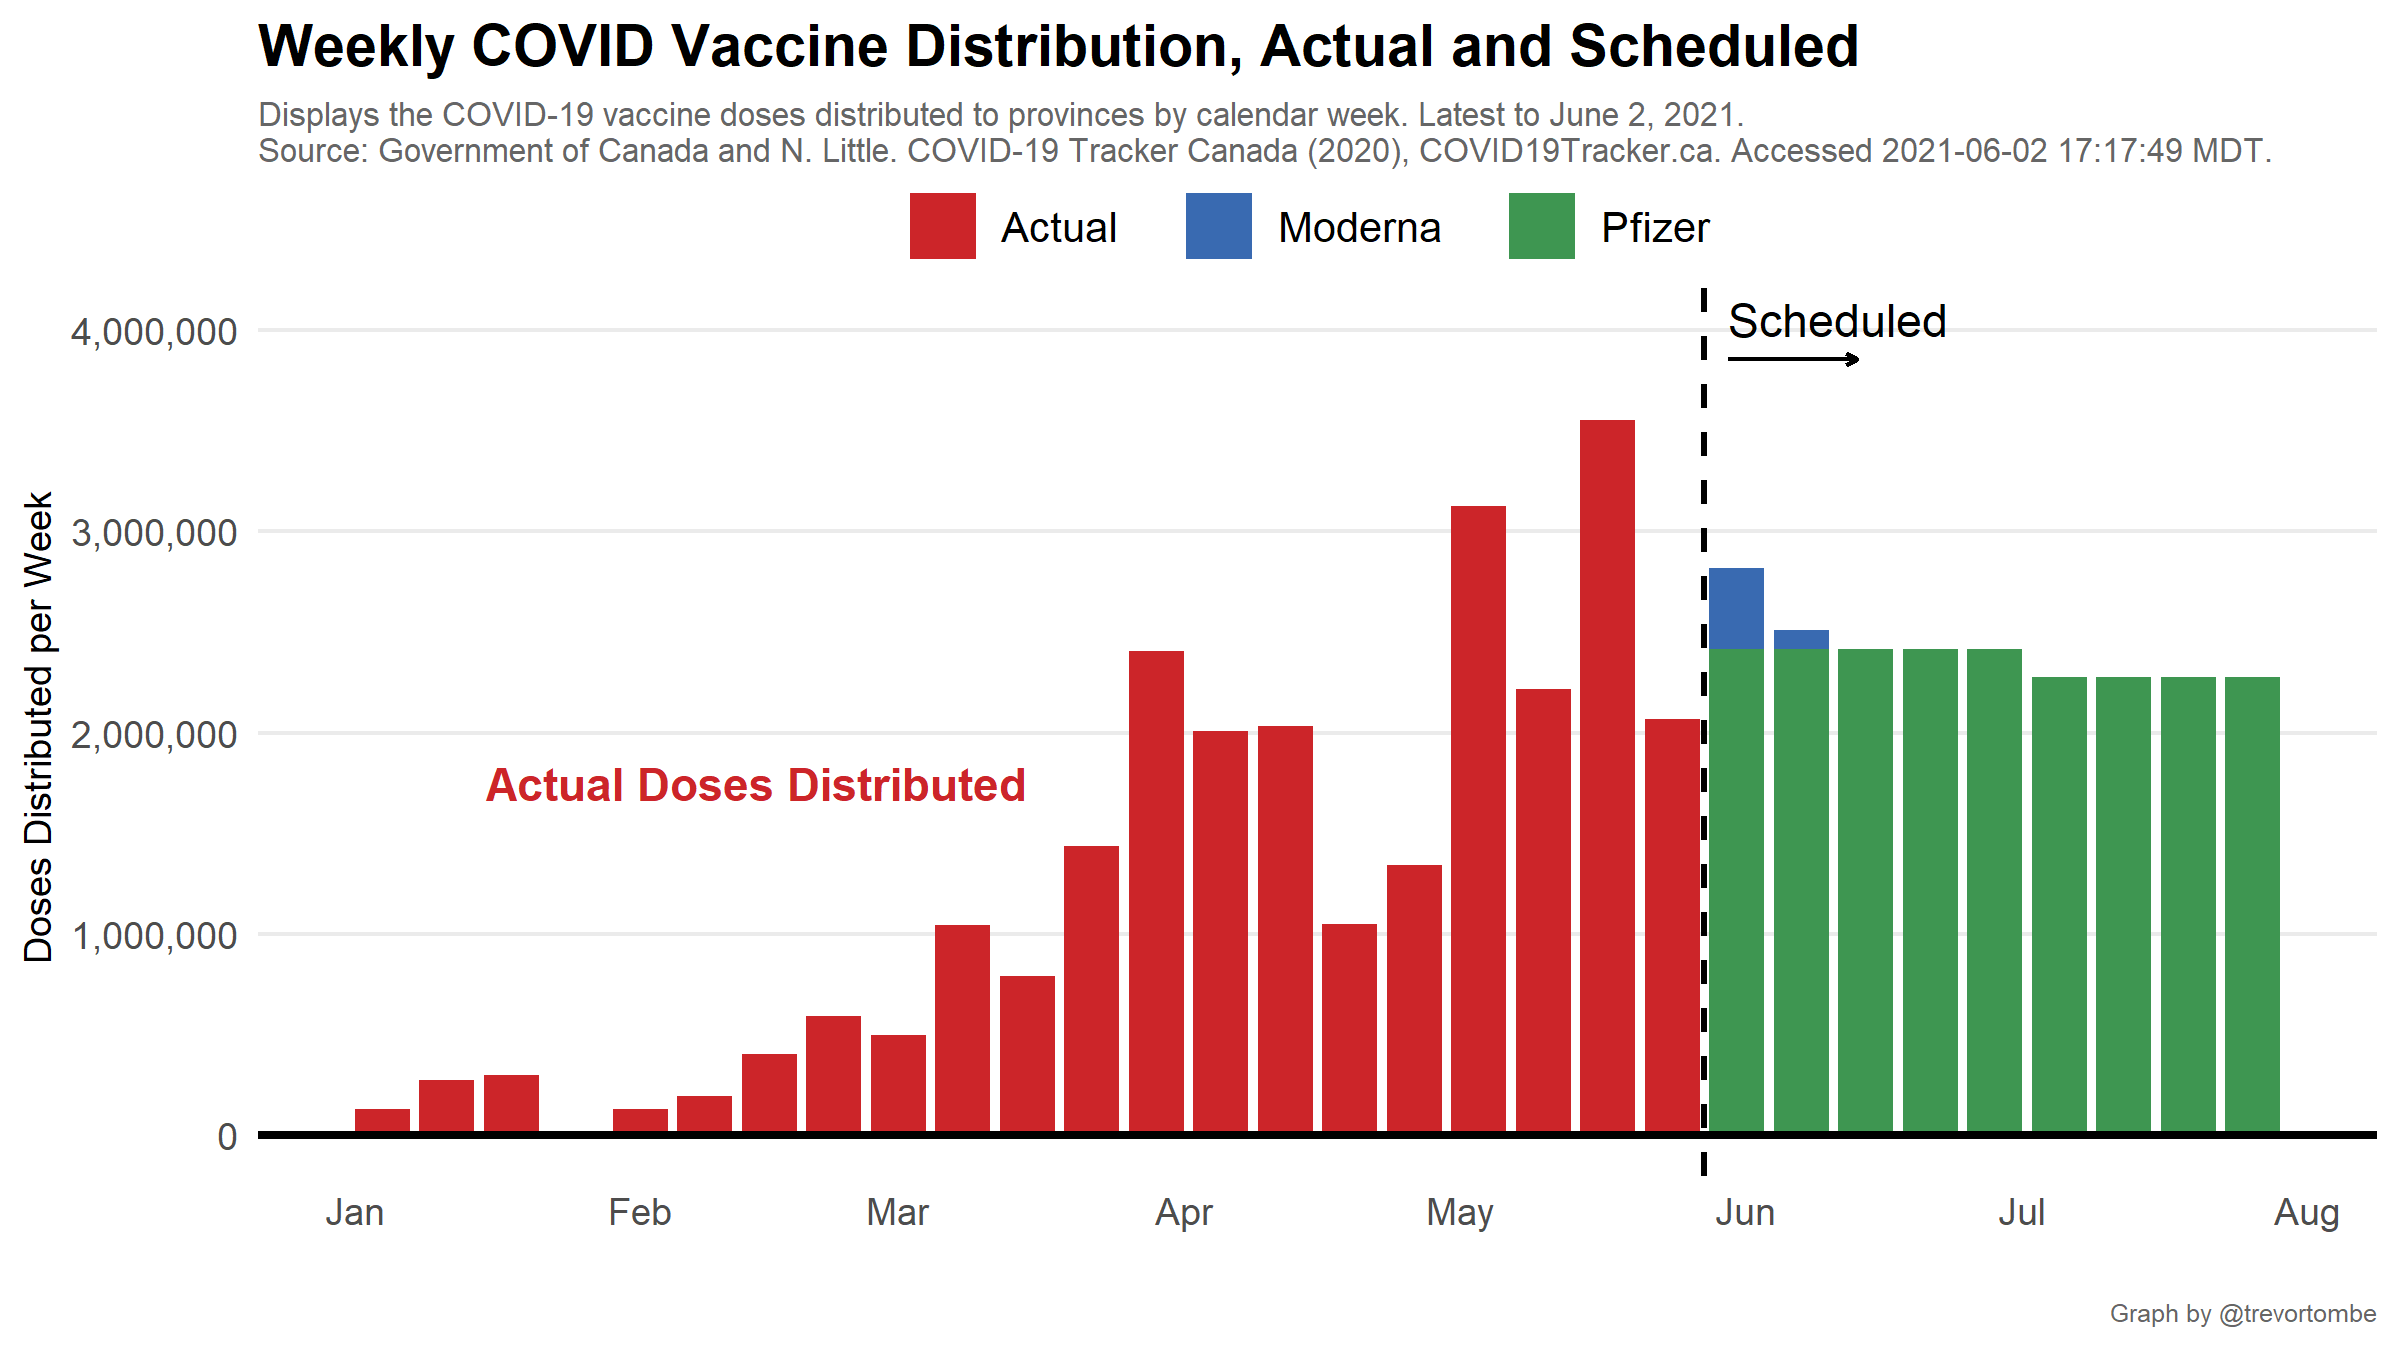 Weekly COVID Vaccine Distribution, Actual and Scheduled
Displays the COVID-19 vaccine doses distributed to provinces by calendar week. Latest to June 2, 2021.
Source: Government of Canada and N. Little. COVID-19 Tracker Canada (2020), COVID19Tracker.ca. Accessed 2021-06-02 17:17:49 MDT.
Actual Moderna Pfizer
Scheduled
4,000,000
3,000,000
2,000,000
1,000,000
0
Doses Distributed per Week
Actual Doses Distributed
Jan Feb Mar Apr May Jun Jul Aug
Graph by @trevortombe